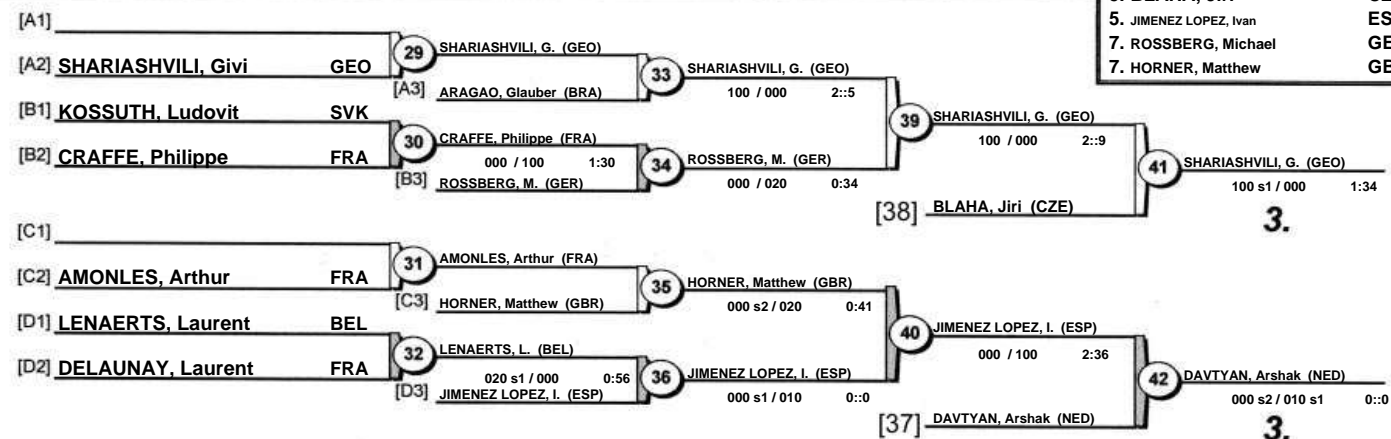 5. JIMENEZ LOPEZ, Ivan ES
7. ROSSBERG, Michael GE
7. HORNER, Matthew GB
[A1]
29 SHARIASHVILI, G. (GEO)
[A2] SHARIASHVILI, Givi GEO
33 SHARIASHVILI, G. (GEO)
[A3] ARAGAO, Glauber (BRA)
100 / 000 2::5
[B1] KOSSUTH, Ludovit SVK
39 SHARIASHVILI, G. (GEO)
30 CRAFFE, Philippe (FRA)
100 / 000 2::9
[B2] CRAFFE, Philippe FRA
000 / 100 1:30
34 ROSSBERG, M. (GER)
41 SHARIASHVILI, G. (GEO)
[B3] ROSSBERG, M. (GER)
000 / 020 0:34
100 s1 / 000 1:34
[38] BLAHA, Jiri (CZE)
3.
[C1]
31 AMONLES, Arthur (FRA)
[C2] AMONLES, Arthur FRA
35 HORNER, Matthew (GBR)
[C3] HORNER, Matthew (GBR)
000 s2 / 020 0:41
[D1] LENAERTS, Laurent BEL
40 JIMENEZ LOPEZ, I. (ESP)
32 LENAERTS, L. (BEL)
000 / 100 2:36
[D2] DELAUNAY, Laurent FRA
020 s1 / 000 0:56
36 JIMENEZ LOPEZ, I. (ESP)
42 DAVTYAN, Arshak (NED)
[D3] JIMENEZ LOPEZ, I. (ESP)
000 s1 / 010 0::0
000 s2 / 010 s1 0::0
[37] DAVTYAN, Arshak (NED)
3.